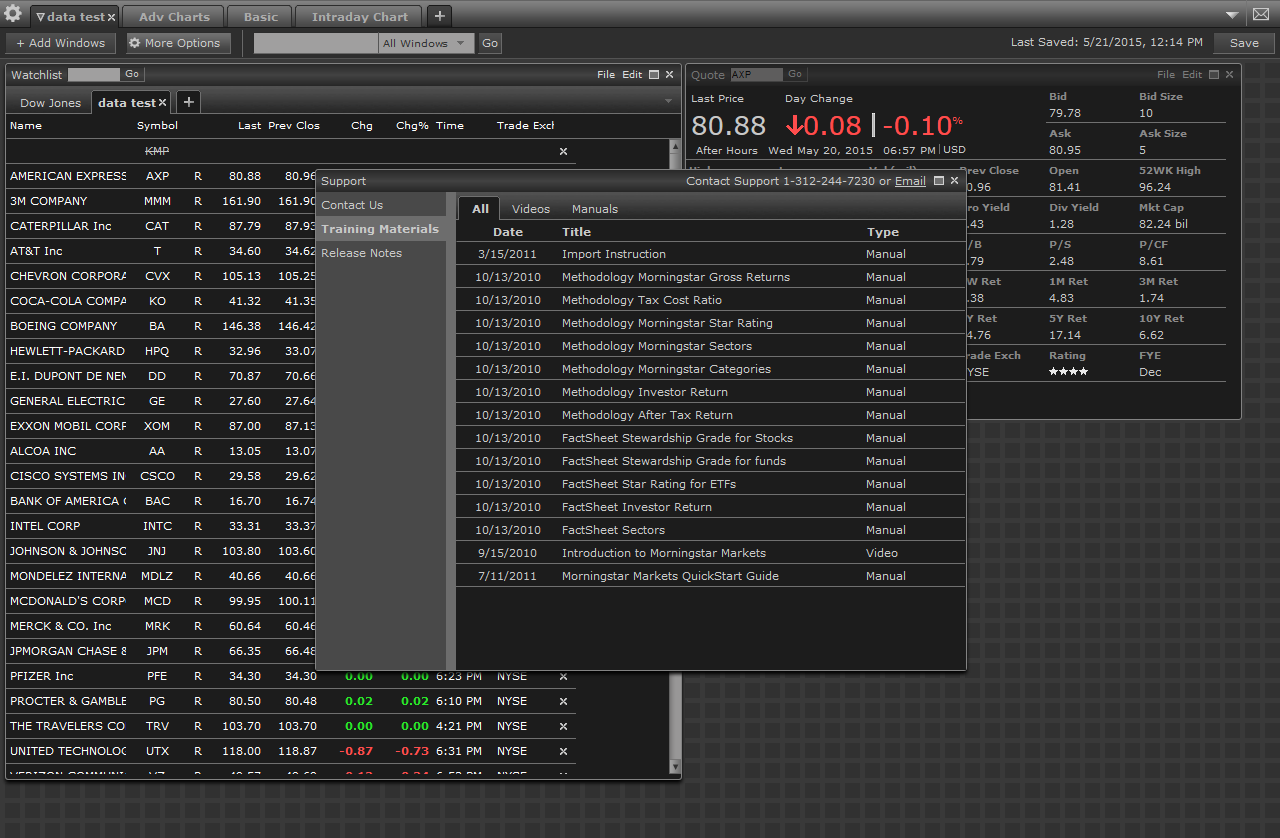 data test Adv Charts Basic Intraday Chart +
+ Add Windows More Options All Windows Go Last Saved: 5/21/2015, 12:14 PM Save
Watchlist Go File Edit
Dow Jones data test +
Name Symbol Last Prev Clos Chg Chg% Time Trade Exch
KMP
AMERICAN EXPRESS AXP R 80.88 80.96
3M COMPANY MMM R 161.90 161.90
CATERPILLAR Inc CAT R 87.79 87.93
AT&T Inc T R 34.60 34.62
CHEVRON CORPORA CVX R 105.13 105.25
COCA-COLA COMPA KO R 41.32 41.35
BOEING COMPANY BA R 146.38 146.42
HEWLETT-PACKARD HPQ R 32.96 33.07
E.I. DUPONT DE NEM DD R 70.87 70.66
GENERAL ELECTRIC GE R 27.60 27.64
EXXON MOBIL CORP XOM R 87.00 87.13
ALCOA INC AA R 13.05 13.07
CISCO SYSTEMS IN CSCO R 29.58 29.62
BANK OF AMERICA C BAC R 16.70 16.74
INTEL CORP INTC R 33.31 33.37
JOHNSON & JOHNSC JNJ R 103.80 103.60
MONDELEZ INTERNA MDLZ R 40.66 40.66
MCDONALD'S CORP MCD R 99.95 100.11
MERCK & CO. Inc MRK R 60.64 60.46
JPMORGAN CHASE & JPM R 66.35 66.48
PFIZER Inc PFE R 34.30 34.30 0.00 0.00 6:23 PM NYSE
PROCTER & GAMBLE PG R 80.50 80.48 0.02 0.02 6:10 PM NYSE
THE TRAVELERS CO TRV R 103.70 103.70 0.00 0.00 4:21 PM NYSE
UNITED TECHNOLOG UTX R 118.00 118.87 -0.87 -0.73 6:31 PM NYSE
Quote AXP Go File Edit
Last Price Day Change
80.88 0.08 -0.10%
After Hours Wed May 20, 2015 06:57 PM USD
Bid Bid Size
79.78 10
Ask Ask Size
80.95 5
Prev Close Open 52WK High
0.96 81.41 96.24
ro Yield Div Yield Mkt Cap
.43 1.28 82.24 bil
/B P/S P/CF
.79 2.48 8.61
W Ret 1M Ret 3M Ret
.38 4.83 1.74
Y Ret 5Y Ret 10Y Ret
4.76 17.14 6.62
rade Exch Rating FYE
YSE ★★★★ Dec
Support Contact Support 1-312-244-7230 or Email
Contact Us
Training Materials
Release Notes
All Videos Manuals
Date Title Type
3/15/2011 Import Instruction Manual
10/13/2010 Methodology Morningstar Gross Returns Manual
10/13/2010 Methodology Tax Cost Ratio Manual
10/13/2010 Methodology Morningstar Star Rating Manual
10/13/2010 Methodology Morningstar Sectors Manual
10/13/2010 Methodology Morningstar Categories Manual
10/13/2010 Methodology Investor Return Manual
10/13/2010 Methodology After Tax Return Manual
10/13/2010 FactSheet Stewardship Grade for Stocks Manual
10/13/2010 FactSheet Stewardship Grade for funds Manual
10/13/2010 FactSheet Star Rating for ETFs Manual
10/13/2010 FactSheet Investor Return Manual
10/13/2010 FactSheet Sectors Manual
9/15/2010 Introduction to Morningstar Markets Video
7/11/2011 Morningstar Markets QuickStart Guide Manual